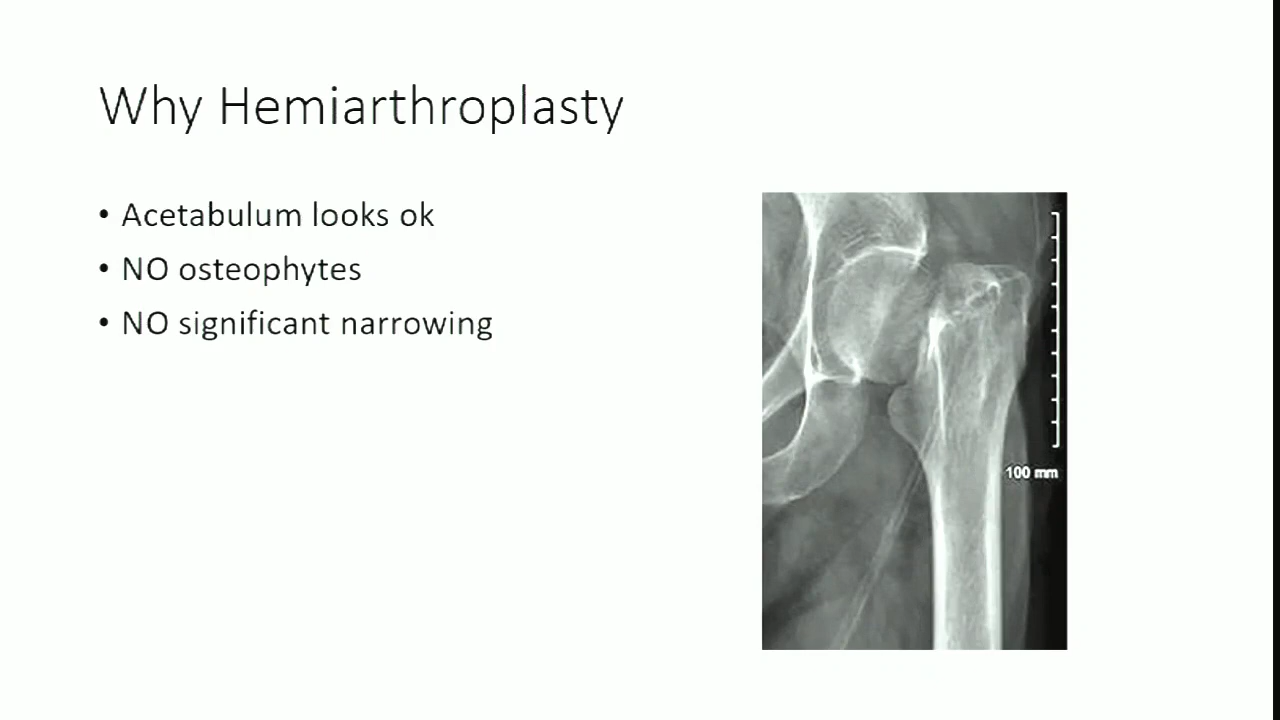 Why Hemiarthroplasty
• Acetabulum looks ok
• NO osteophytes
• NO significant narrowing
100 mm